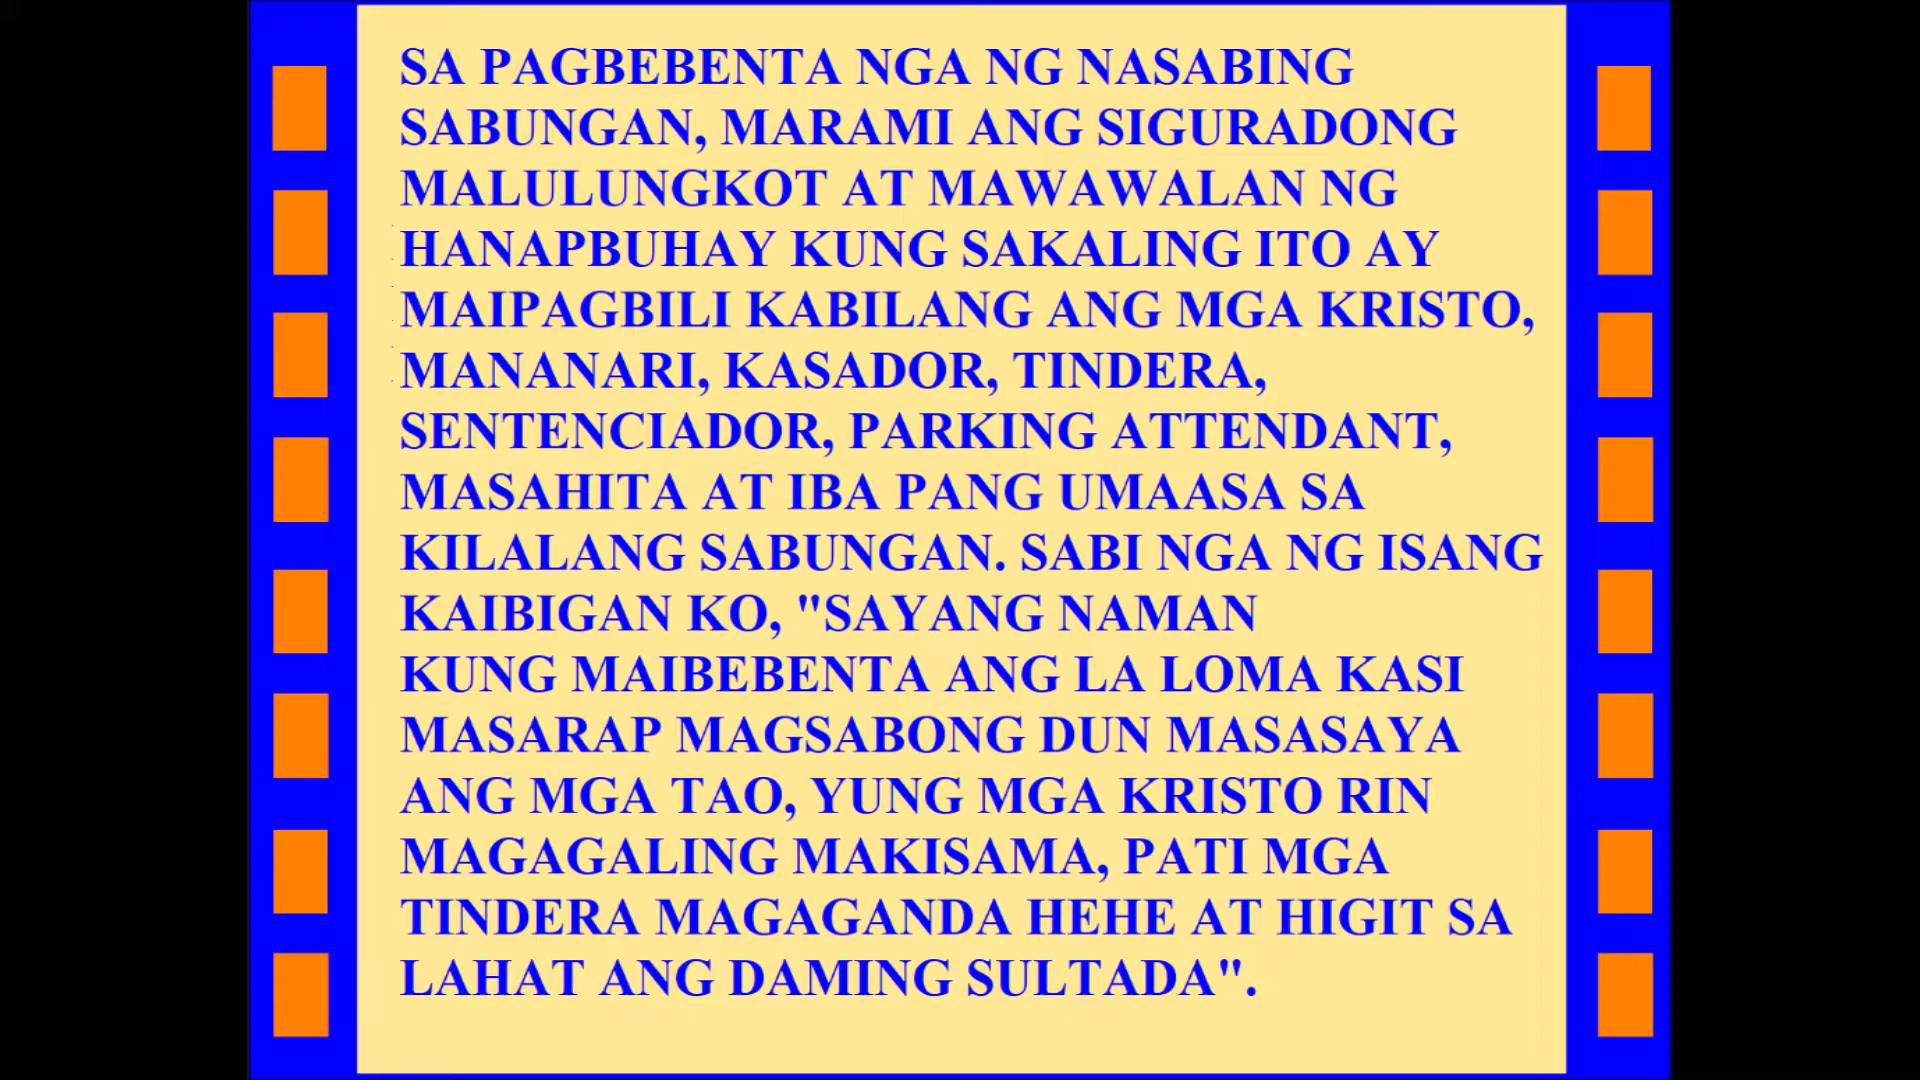 SA PAGBEBENTA NGA NG NASABING
SABUNGAN, MARAMI ANG SIGURADONG
MALULUNGKOT AT MAWAWALAN NG
HANAPBUHAY KUNG SAKALING ITO AY
MAIPAGBILI KABILANG ANG MGA KRISTO,
MANANARI, KASADOR, TINDERA,
SENTENCIADOR, PARKING ATTENDANT,
MASAHITA AT IBA PANG UMAASA SA
KILALANG SABUNGAN. SABI NGA NG ISANG
KAIBIGAN KO, "SAYANG NAMAN
KUNG MAIBEBENTA ANG LA LOMA KASI
MASARAP MAGSABONG DUN MASASAYA
ANG MGA TAO, YUNG MGA KRISTO RIN
MAGAGALING MAKISAMA, PATI MGA
TINDERA MAGAGANDA HEHE AT HIGIT SA
LAHAT ANG DAMING SULTADA".